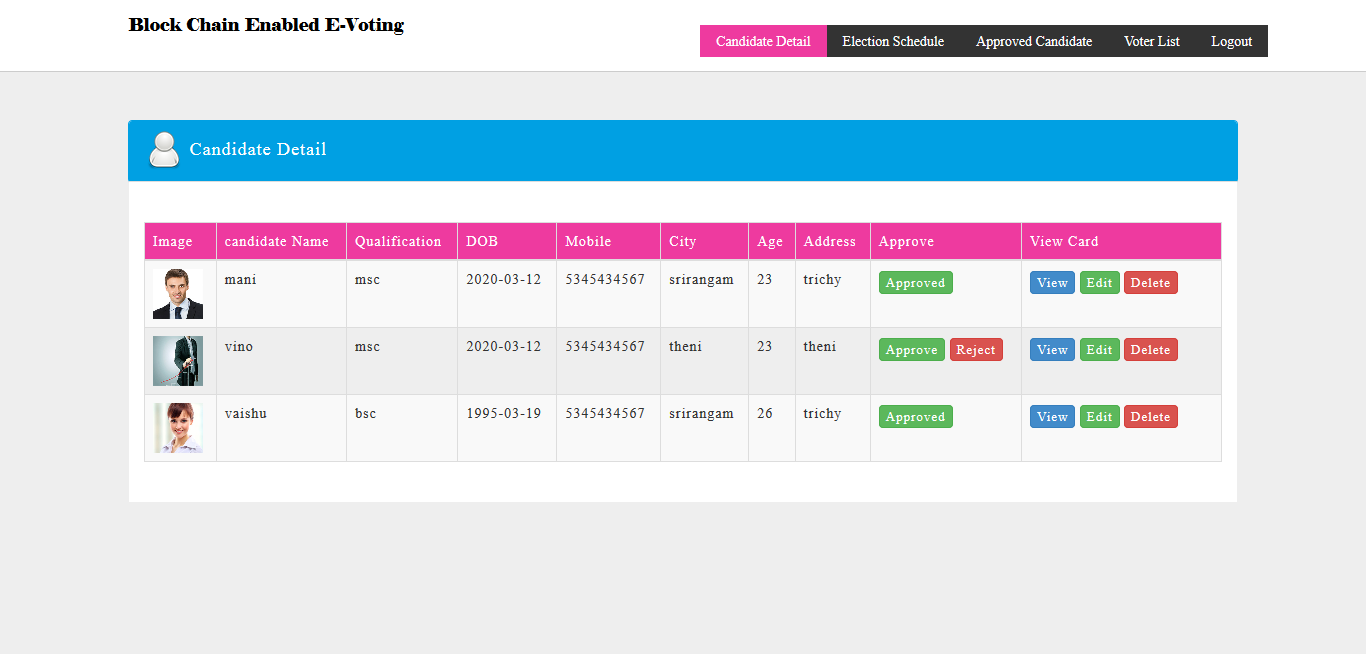 Block Chain Enabled E-Voting
Candidate Detail Election Schedule Approved Candidate Voter List Logout
Candidate Detail
Image candidate Name Qualification DOB Mobile City Age Address Approve View Card
mani msc 2020-03-12 5345434567 srirangam 23 trichy Approved View Edit Delete
vino msc 2020-03-12 5345434567 theni 23 theni Approve Reject View Edit Delete
vaishu bsc 1995-03-19 5345434567 srirangam 26 trichy Approved View Edit Delete